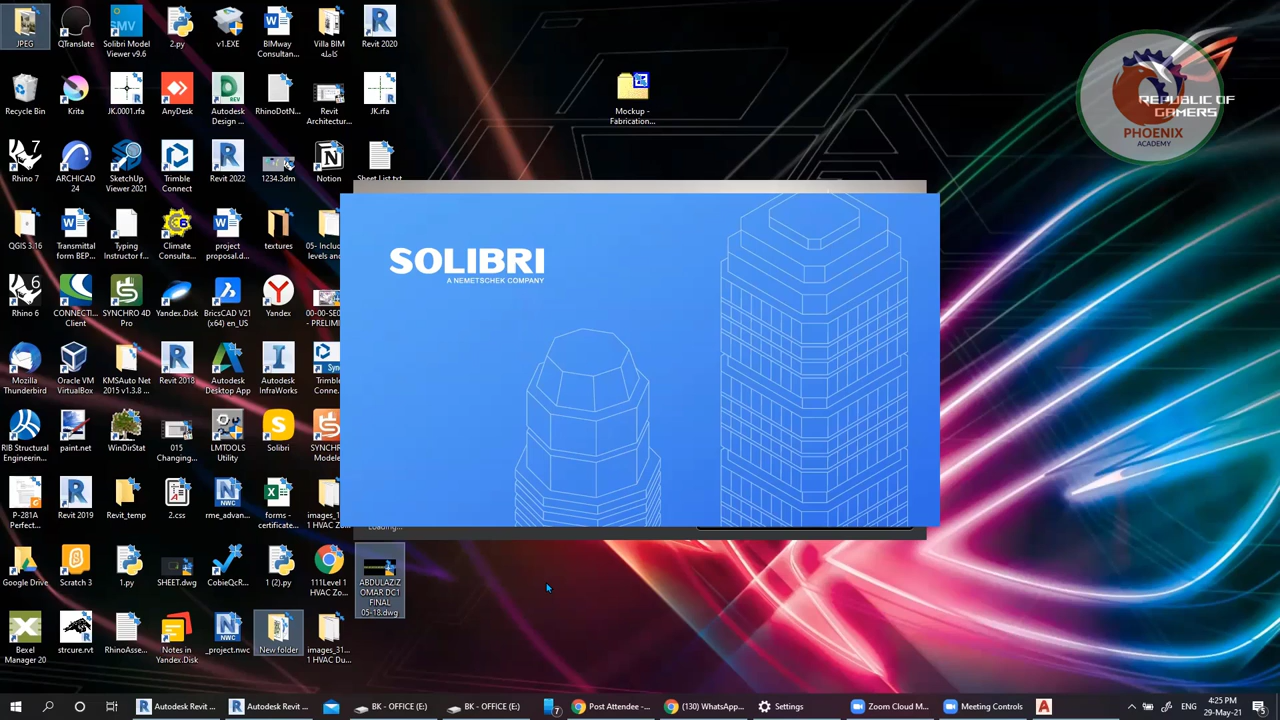 JPEG
QTranslate
Solibri Model
Viewer v9.6
2.py
v1.EXE
BIMway
Consultan...
Villa BIM
كامله
Revit 2020
Recycle Bin
Krita
JK.0001.rfa
AnyDesk
Autodesk
Design ...
RhinoDotN...
Revit
Architectur...
JK.rfa
Mockup -
Fabrication...
REPUBLIC OF
GAMERS
PHOENIX
ACADEMY
Rhino 7
ARCHICAD
24
SketchUp
Viewer 2021
Trimble
Connect
Revit 2022
1234.3dm
Notion
Sheet List.txt
QGIS 3.16
Transmittal
form BEP...
Typing
Instructor f...
Climate
Consulta...
project
proposal.d...
textures
05- Includ
levels and
SOLIBRI
A NEMETSCHEK COMPANY
Rhino 6
CONNECTI...
Client
SYNCHRO 4D
Pro
Yandex.Disk
BricsCAD V21
(x64) en_US
Yandex
00-00-SE0
- PRELIMI
Mozilla
Thunderbird
Oracle VM
VirtualBox
KMSAuto Net
2015 v1.3.8 ...
Revit 2018
Autodesk
Desktop App
Autodesk
InfraWorks
Trimble
Conne...
RIB Structural
Engineerin...
paint.net
WinDirStat
015
Changing...
LMTOOLS
Utility
Solibri
SYNCHR
Modele
P-281A
Perfect...
Revit 2019
Revit_temp
2.css
rme_advan...
forms -
certificate...
images_1
1 HVAC Zo
Loading...
Google Drive
Scratch 3
1.py
SHEET.dwg
CobieQcR...
1 (2).py
111Level 1
HVAC Zo...
ABDULAZIZ
OMAR DC1
FINAL
05-18.dwg
Bexel
Manager 20
strcure.rvt
RhinoAsse...
Notes in
Yandex.Disk
_project.nwc
New folder
images_31...
1 HVAC Du...
Autodesk Revit ...
Autodesk Revit ...
BK - OFFICE (E:)
BK - OFFICE (E:)
7
Post Attendee -...
(130) WhatsApp...
Settings
Zoom Cloud M...
Meeting Controls
ENG
4:25 PM
29-May-21
5